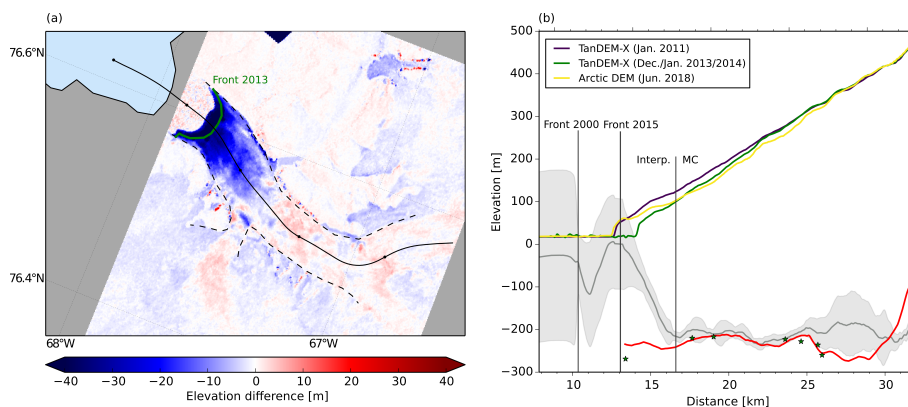 (a)
76.6°N
76.4°N
68°W
67°W
Front 2013
−40 −30 −20 −10 0 10 20 30 40
Elevation difference [m]
(b)
TanDEM-X (Jan. 2011)
TanDEM-X (Dec./Jan. 2013/2014)
Arctic DEM (Jun. 2018)
Front 2000
Front 2015
Interp.
MC
Elevation [m]
500
400
300
200
100
0
−100
−200
−300
10 15 20 25 30
Distance [km]